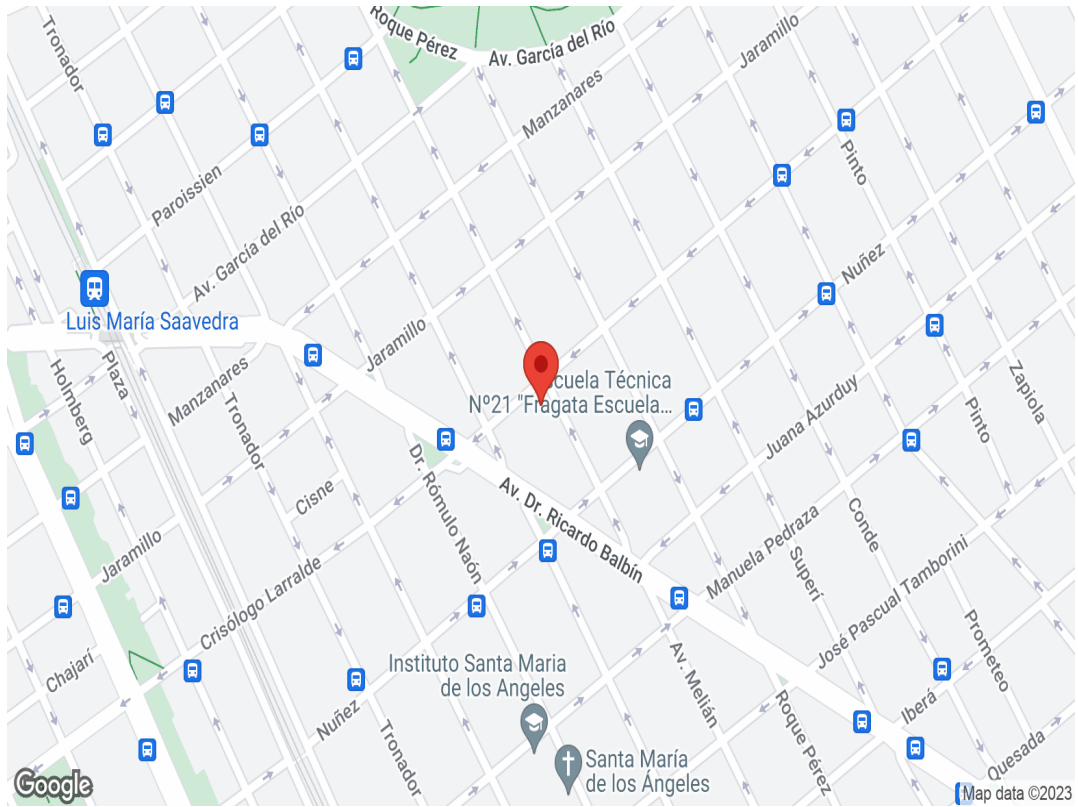 Tronador
Roque Pérez
Av. García del Río
Jaramillo
Manzanares
Pinto
Paroissien
Av. García del Río
Nuñez
Luis María Saavedra
Jaramillo
Holmberg
Plaza
Manzanares
Tronador
Escuela Técnica
Nº21 "Fragata Escuela...
Juana Azurduy
Zapiola
Pinto
Dr. Rómulo Naón
Cisne
Av. Dr. Ricardo Balbín
Conde
Manuela Pedraza
Superí
Jaramillo
Crisólogo Larralde
José Pascual Tamborini
Prometeo
Chajarí
Instituto Santa Maria
de los Angeles
Av. Melián
Roque Pérez
Iberá
Nuñez
Tronador
Quesada
Santa María
de los Ángeles
Google
Map data ©2023